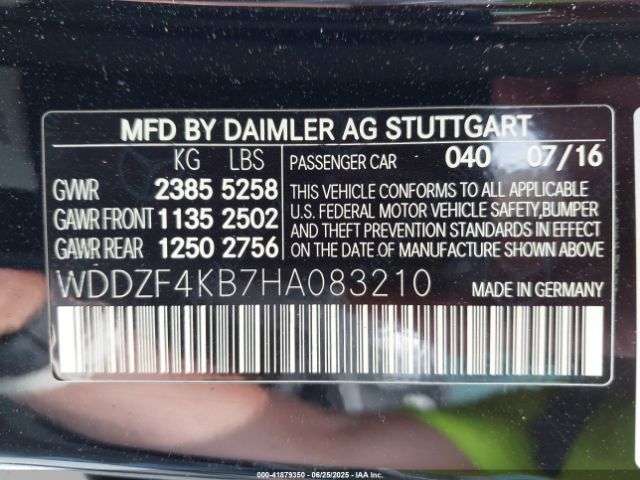 MFD BY DAIMLER AG STUTTGART
KG LBS PASSENGER CAR 040 07/16
GVWR 2385 5258 THIS VEHICLE CONFORMS TO ALL APPLICABLE
GAWR FRONT 1135 2502 U.S. FEDERAL MOTOR VEHICLE SAFETY, BUMPER
AND THEFT PREVENTION STANDARDS IN EFFECT
GAWR REAR 1250 2756 ON THE DATE OF MANUFACTURE SHOWN ABOVE.
WDDZF4KB7HA083210 MADE IN GERMANY
000-41879350 - 06/25/2025 - IAA